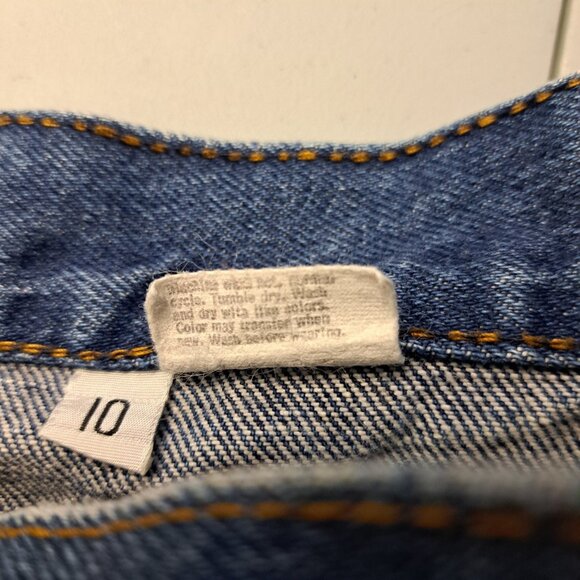 Machine wash hot, normal
cycle. Tumble dry. Wash
and dry with like colors.
Color may transfer when
new. Wash before wearing.
10